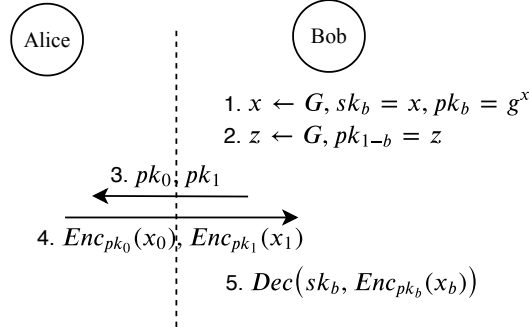 Alice
Bob
1. x ← G, sk_b = x, pk_b = g^x
2. z ← G, pk_{1−b} = z
3. pk_0, pk_1
4. Enc_{pk_0}(x_0), Enc_{pk_1}(x_1)
5. Dec(sk_b, Enc_{pk_b}(x_b))